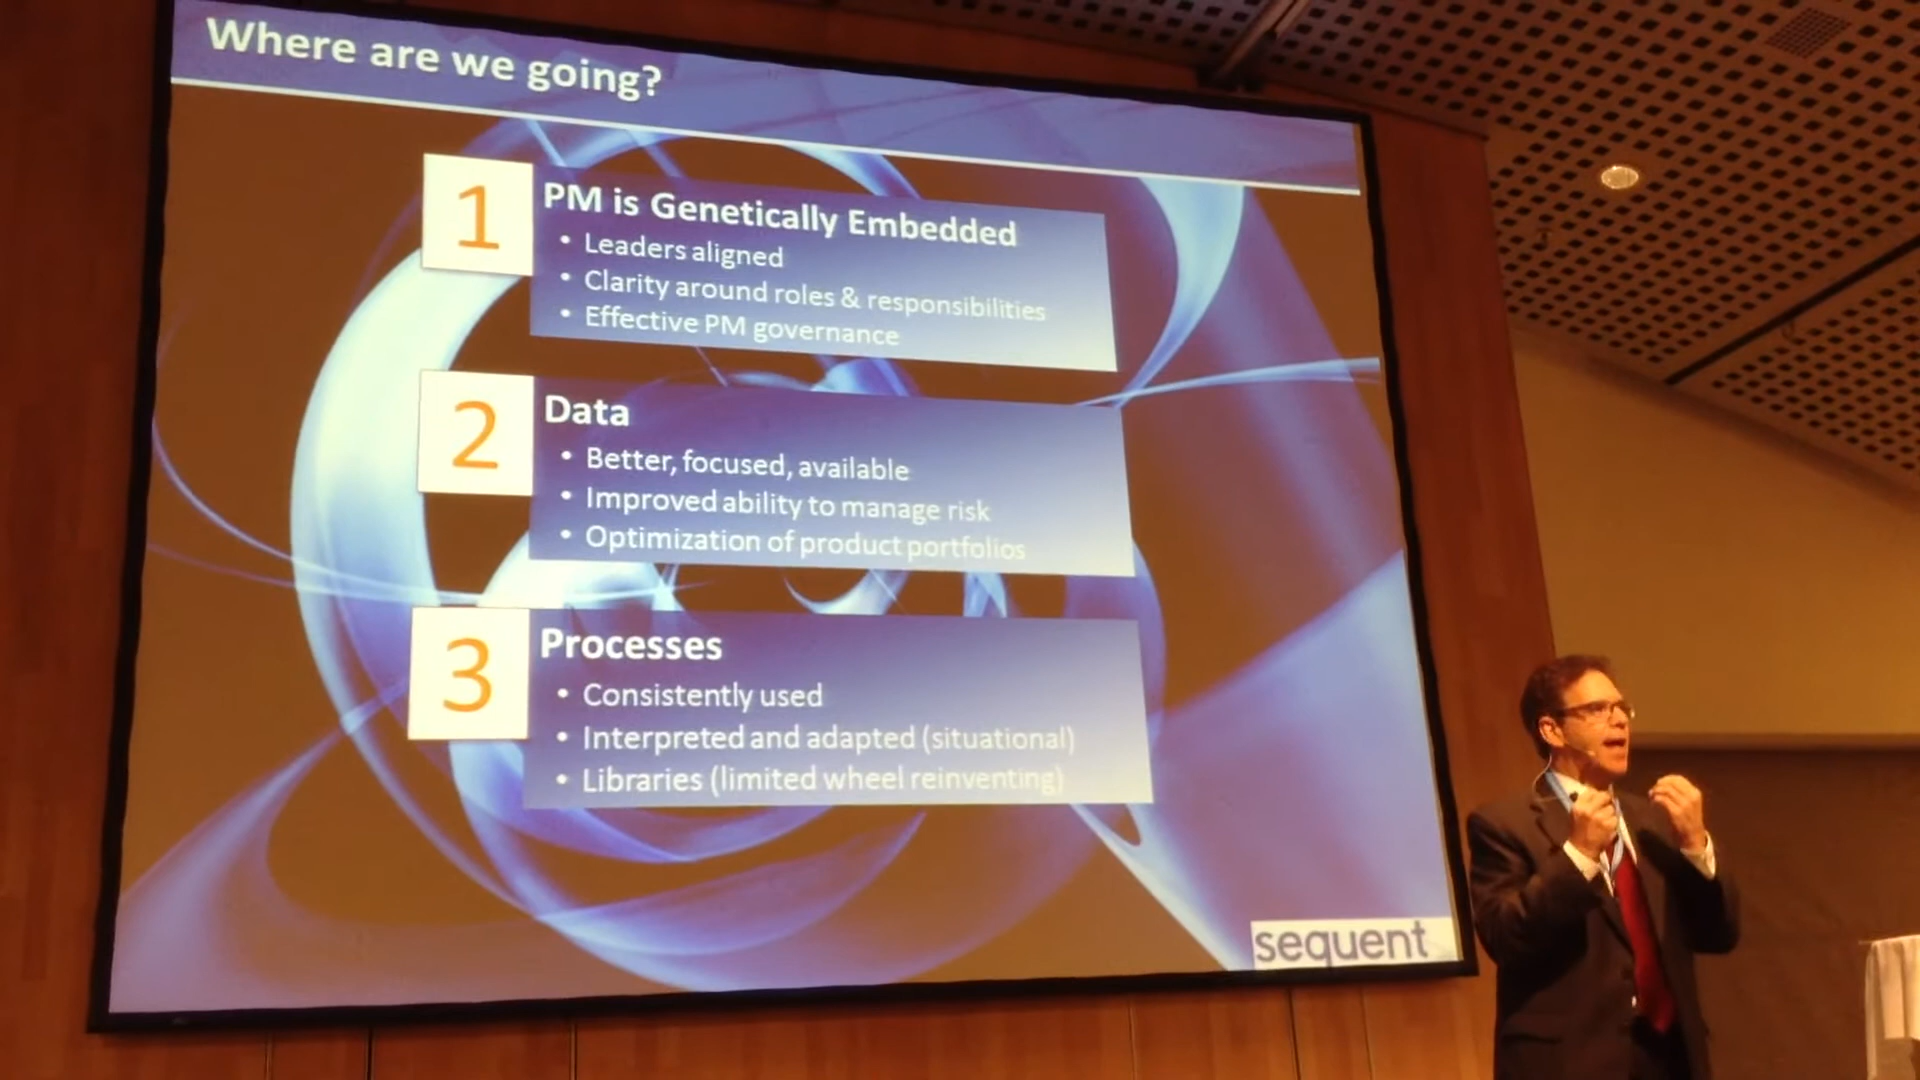 Where are we going?
1
PM is Genetically Embedded
• Leaders aligned
• Clarity around roles & responsibilities
• Effective PM governance
2
Data
• Better, focused, available
• Improved ability to manage risk
• Optimization of product portfolios
3
Processes
• Consistently used
• Interpreted and adapted (situational)
• Libraries (limited wheel reinventing)
sequent